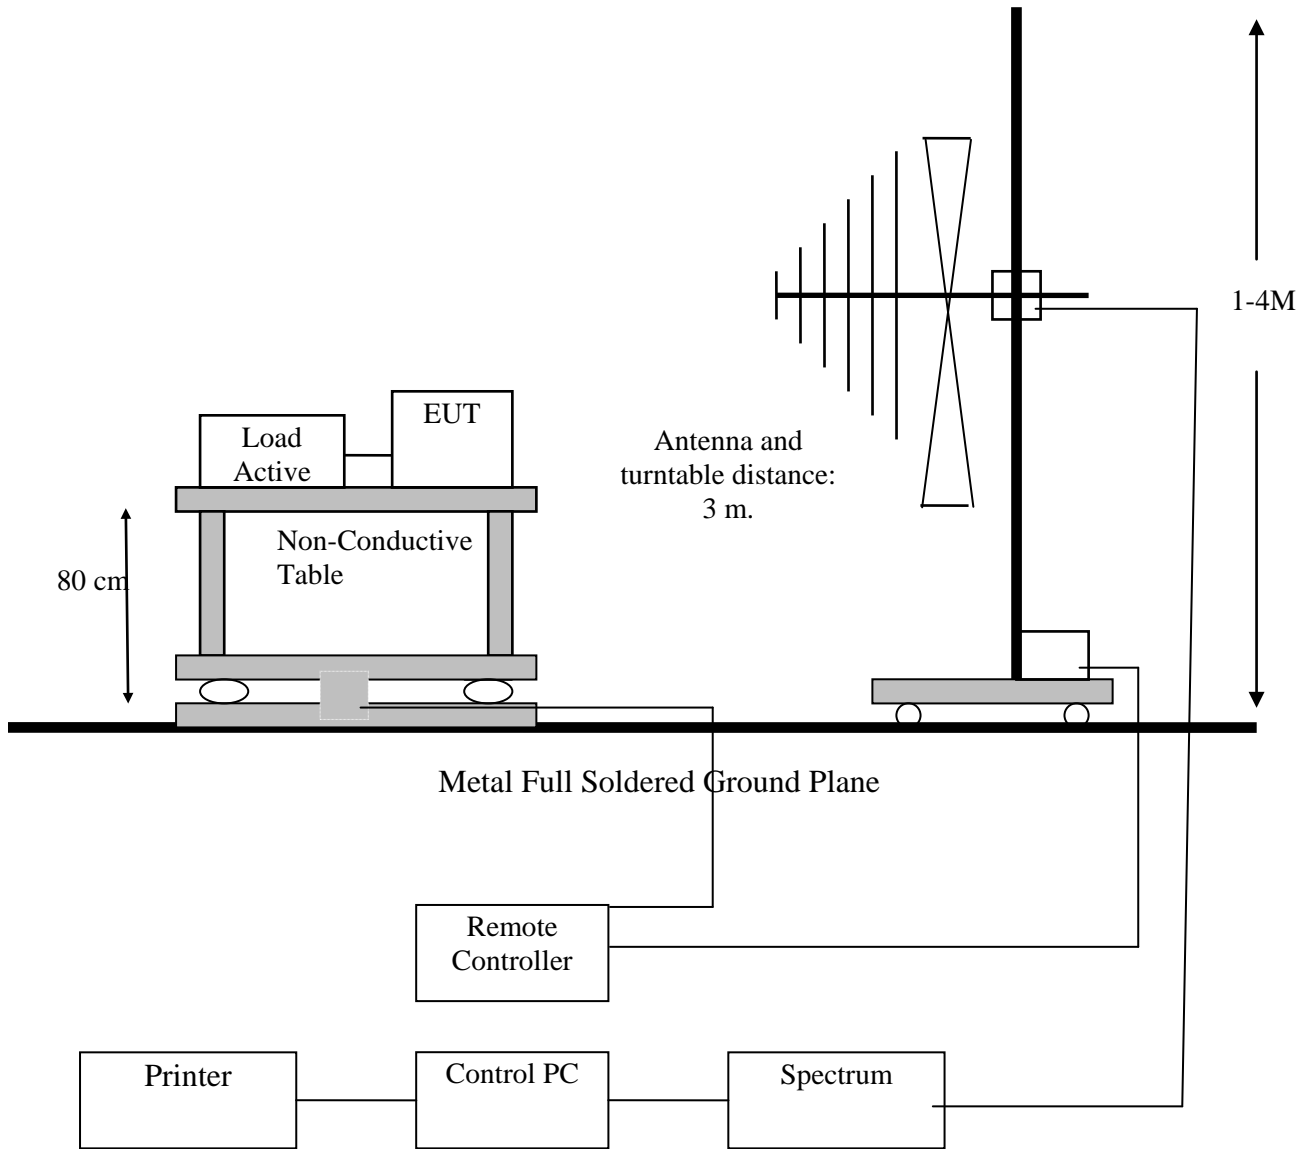 1-4M
EUT
Load
Active
Antenna and
turntable distance:
3 m.
Non-Conductive
Table
80 cm
Metal Full Soldered Ground Plane
Remote
Controller
Printer
Control PC
Spectrum